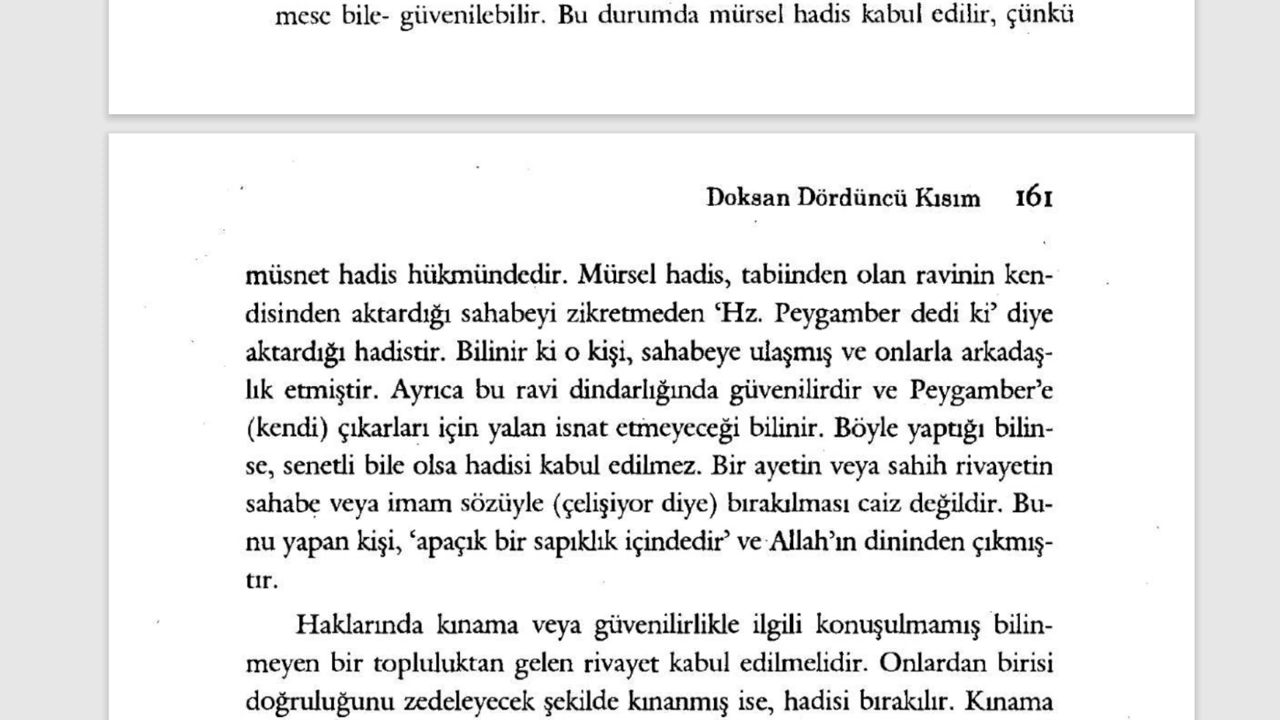 mese bile- güvenilebilir. Bu durumda mürsel hadis kabul edilir, çünkü
Doksan Dördüncü Kısım 161
müsnet hadis hükmündedir. Mürsel hadis, tabiinden olan ravinin ken-
disinden aktardığı sahabeyi zikretmeden ‘Hz. Peygamber dedi ki’ diye
aktardığı hadistir. Bilinir ki o kişi, sahabeye ulaşmış ve onlarla arkadaş-
lık etmiştir. Ayrıca bu ravi dindarlığında güvenilirdir ve Peygamber’e
(kendi) çıkarları için yalan isnat etmeyeceği bilinir. Böyle yaptığı bilin-
se, senetli bile olsa hadisi kabul edilmez. Bir ayetin veya sahih rivayetin
sahabe veya imam sözüyle (çelişiyor diye) bırakılması caiz değildir. Bu-
nu yapan kişi, ‘apaçık bir sapıklık içindedir’ ve Allah’ın dininden çıkmış-
tır.
Haklarında kınama veya güvenilirlikle ilgili konuşulmamış bilin-
meyen bir topluluktan gelen rivayet kabul edilmelidir. Onlardan birisi
doğruluğunu zedeleyecek şekilde kınanmış ise, hadisi bırakılır. Kınama